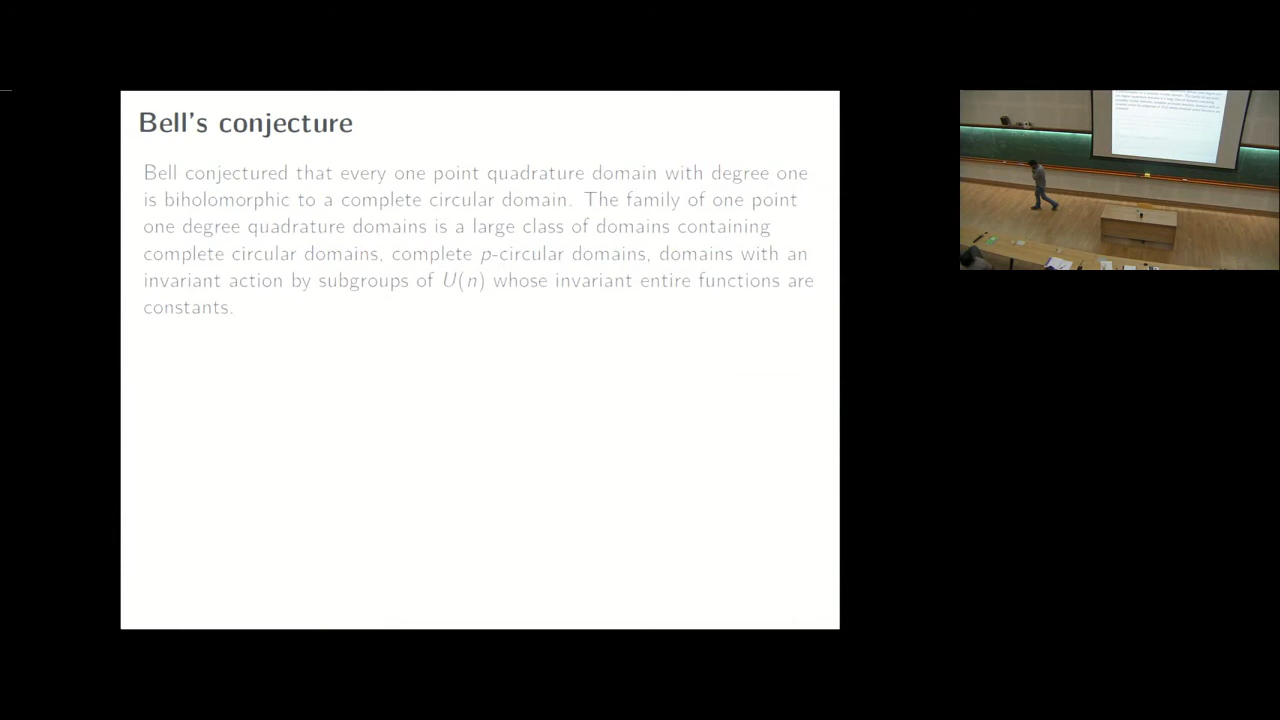 Bell's conjecture
Bell conjectured that every one point quadrature domain with degree one
is biholomorphic to a complete circular domain. The family of one point
one degree quadrature domains is a large class of domains containing
complete circular domains, complete p-circular domains, domains with an
invariant action by subgroups of U(n) whose invariant entire functions are
constants.